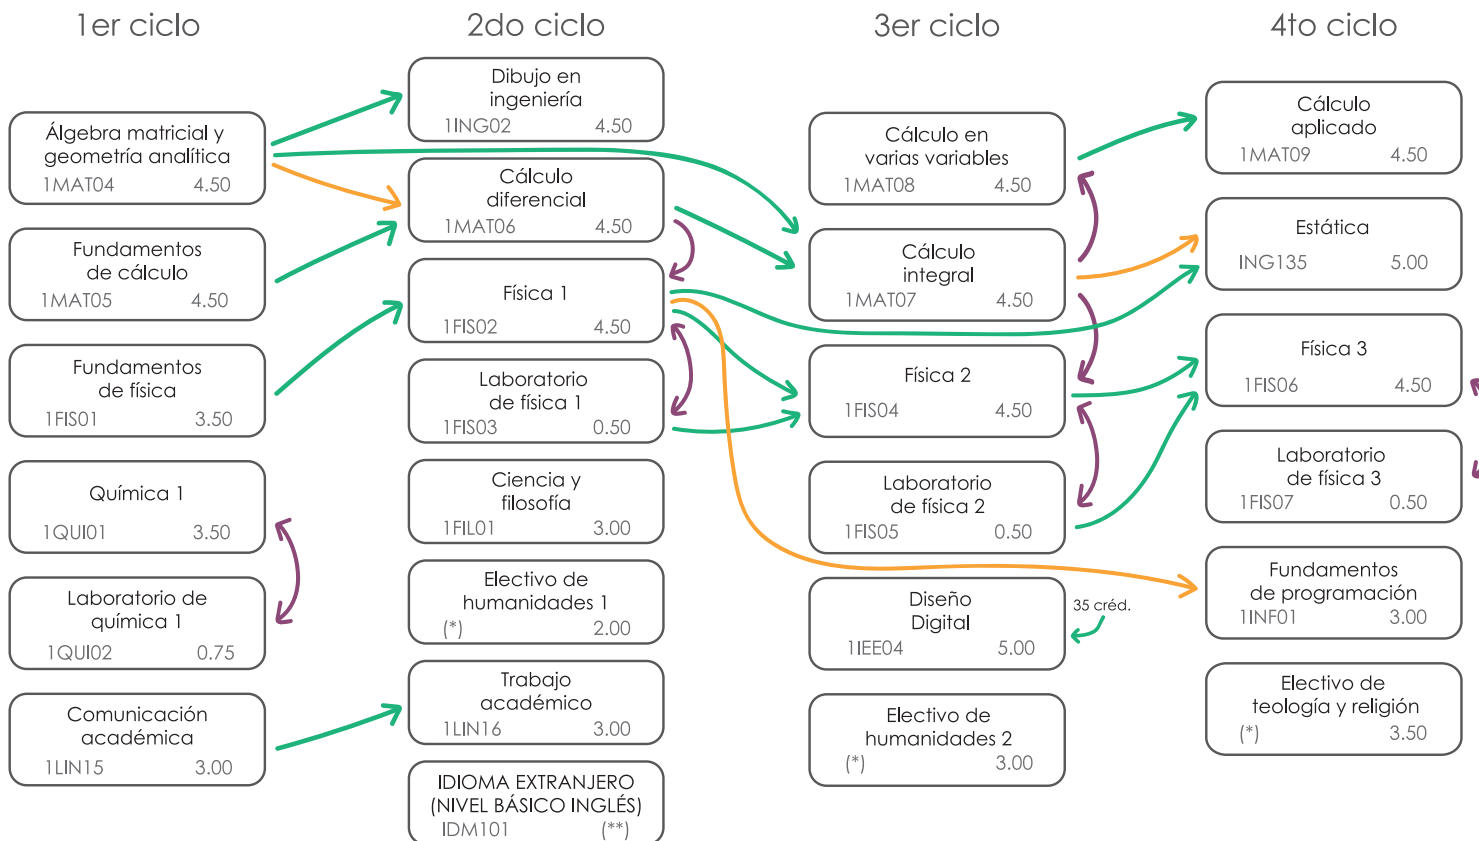 1er ciclo
2do ciclo
3er ciclo
4to ciclo
Álgebra matricial y
geometría analítica
1MAT04 4.50
Fundamentos
de cálculo
1MAT05 4.50
Fundamentos
de física
1FIS01 3.50
Química 1
1QUI01 3.50
Laboratorio de
química 1
1QUI02 0.75
Comunicación
académica
1LIN15 3.00
Dibujo en
ingeniería
1ING02 4.50
Cálculo
diferencial
1MAT06 4.50
Física 1
1FIS02 4.50
Laboratorio
de física 1
1FIS03 0.50
Ciencia y
filosofía
1FIL01 3.00
Electivo de
humanidades 1
(*) 2.00
Trabajo
académico
1LIN16 3.00
IDIOMA EXTRANJERO
(NIVEL BÁSICO INGLÉS)
IDM101 (**)
Cálculo en
varias variables
1MAT08 4.50
Cálculo
integral
1MAT07 4.50
Física 2
1FIS04 4.50
Laboratorio
de física 2
1FIS05 0.50
Diseño
Digital
1IEE04 5.00
35 créd.
Electivo de
humanidades 2
(*) 3.00
Cálculo
aplicado
1MAT09 4.50
Estática
ING135 5.00
Física 3
1FIS06 4.50
Laboratorio
de física 3
1FIS07 0.50
Fundamentos
de programación
1INF01 3.00
Electivo de
teología y religión
(*) 3.50